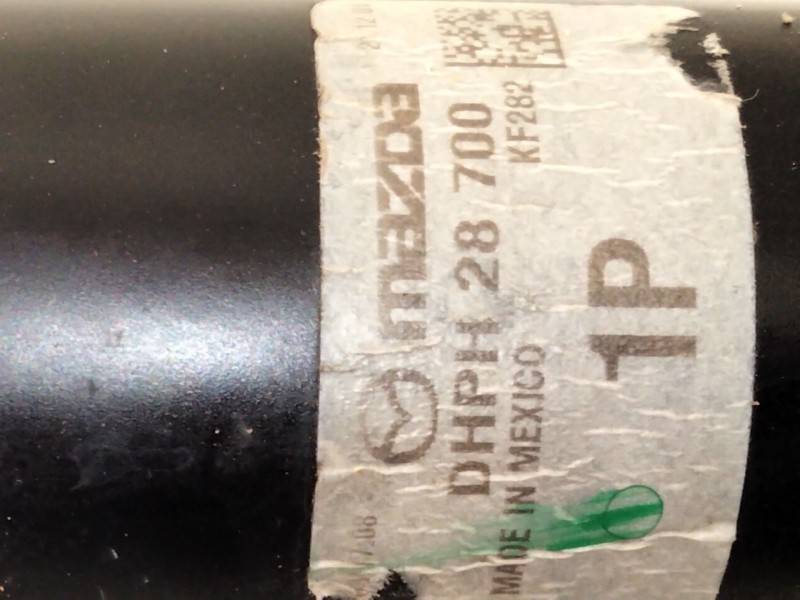 mazda
DHPH 28 700
MADE IN MEXICO KF282
1P